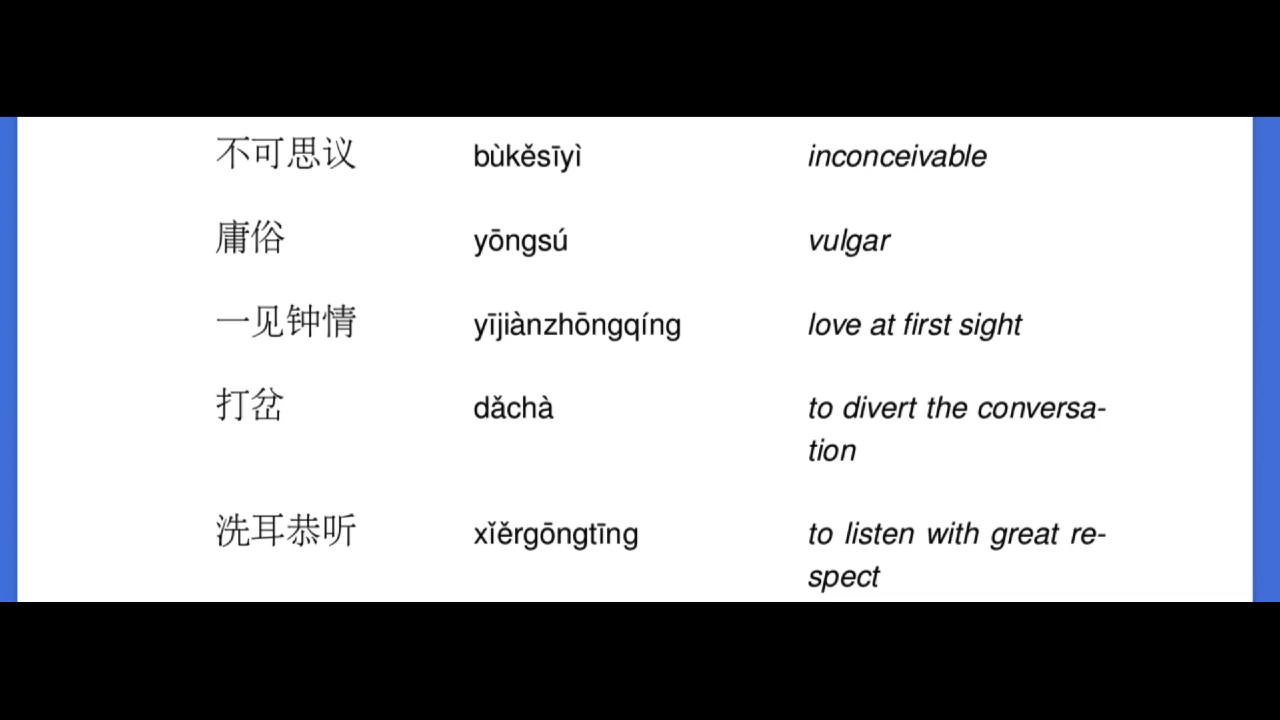 不可思议 bùkěsīyì inconceivable
庸俗 yōngsú vulgar
一见钟情 yījiànzhōngqíng love at first sight
打岔 dǎchà to divert the conversa-
tion
洗耳恭听 xǐěrgōngtīng to listen with great re-
spect